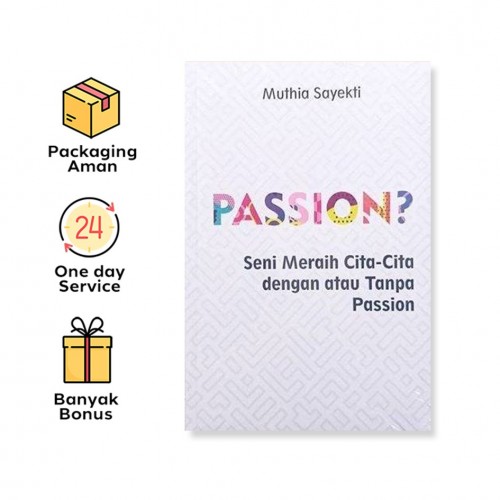 Packaging
Aman
24
One day
Service
Banyak
Bonus
Muthia Sayekti
PASSION?
Seni Meraih Cita-Cita
dengan atau Tanpa
Passion